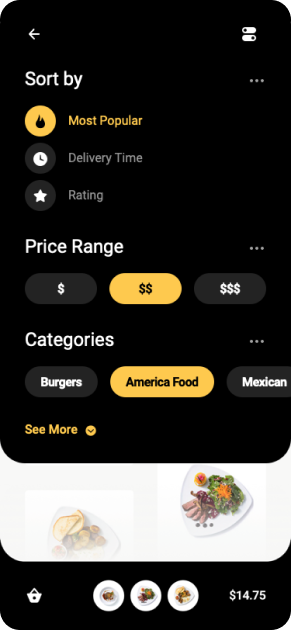 Sort by
Most Popular
Delivery Time
Rating
Price Range
$ $$ $$$
Categories
Burgers America Food Mexican
See More
$14.75